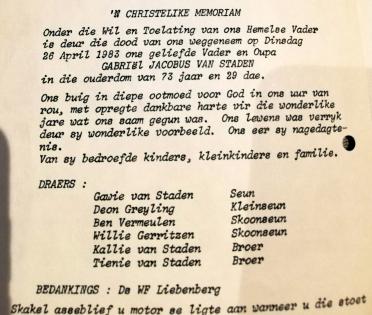 'N CHRISTELIKE MEMORIAM
Onder die Wil en Toelating van ons Hemelse Vader
is deur die dood van ons weggeneem op Dinsdag
26 April 1983 ons geliefde Vader en Oupa
GABRIËL JACOBUS VAN STADEN
in die ouderdom van 73 jaar en 29 dae.
Ons buig in diepe ootmoed voor God in ons uur van
rou, met opregte dankbare harte vir die wonderlike
jare wat ons saam gegun was. Ons lewens was verryk
deur sy wonderlike voorbeeld. Ons eer sy nagedagte-
nis.
Van sy bedroefde kinders, kleinkinders en familie.
DRAERS :
Gawie van Staden Seun
Deon Greyling Kleinseun
Ben Vermeulen Skoonseun
Willie Gerritzen Skoonseun
Kallie van Staden Broer
Tienie van Staden Broer
BEDANKINGS : Ds WF Liebenberg
Skakel asseblief u motor se ligte aan wanneer u die stoet